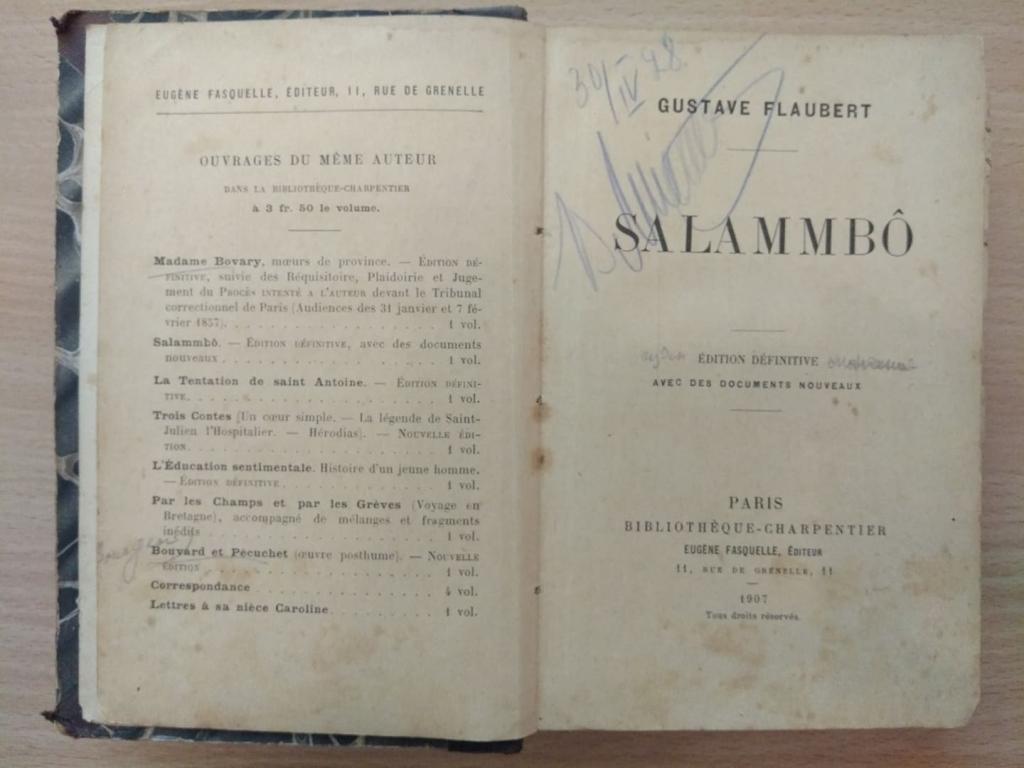 EUGÈNE FASQUELLE, ÉDITEUR, 11, RUE DE GRENELLE
OUVRAGES DU MÊME AUTEUR
DANS LA BIBLIOTHÈQUE-CHARPENTIER
à 3 fr. 50 le volume.
Madame Bovary, mœurs de province. — ÉDITION DÉ-
FINITIVE, suivie des Réquisitoire, Plaidoirie et Juge-
ment du PROCÈS INTENTÉ A L'AUTEUR devant le Tribunal
correctionnel de Paris (Audiences des 31 janvier et 7 fé-
vrier 1857). . . . . . . . . . . . . . . . . . 1 vol.
Salammbô. — ÉDITION DÉFINITIVE, avec des documents
nouveaux . . . . . . . . . . . . . . . . . . 1 vol.
La Tentation de saint Antoine. — ÉDITION DÉFINI-
TIVE. . . . . . . . . . . . . . . . . . . . 1 vol.
Trois Contes (Un cœur simple. — La légende de Saint-
Julien l'Hospitalier. — Hérodias). — NOUVELLE ÉDI-
TION. . . . . . . . . . . . . . . . . . . . 1 vol.
L'Éducation sentimentale. Histoire d'un jeune homme.
— ÉDITION DÉFINITIVE . . . . . . . . . . . . 1 vol.
Par les Champs et par les Grèves (Voyage en
Bretagne), accompagné de mélanges et fragments
inédits . . . . . . . . . . . . . . . . . . 1 vol.
Bouvard et Pécuchet (œuvre posthume). — NOUVELLE
ÉDITION . . . . . . . . . . . . . . . . . . 1 vol.
Correspondance . . . . . . . . . . . . . . 4 vol.
Lettres à sa nièce Caroline . . . . . . . . . 1 vol.
30/IV 28
GUSTAVE FLAUBERT
SALAMMBÔ
ÉDITION DÉFINITIVE
AVEC DES DOCUMENTS NOUVEAUX
PARIS
BIBLIOTHÈQUE-CHARPENTIER
EUGÈNE FASQUELLE, ÉDITEUR
11, RUE DE GRENELLE, 11
1907
Tous droits réservés.